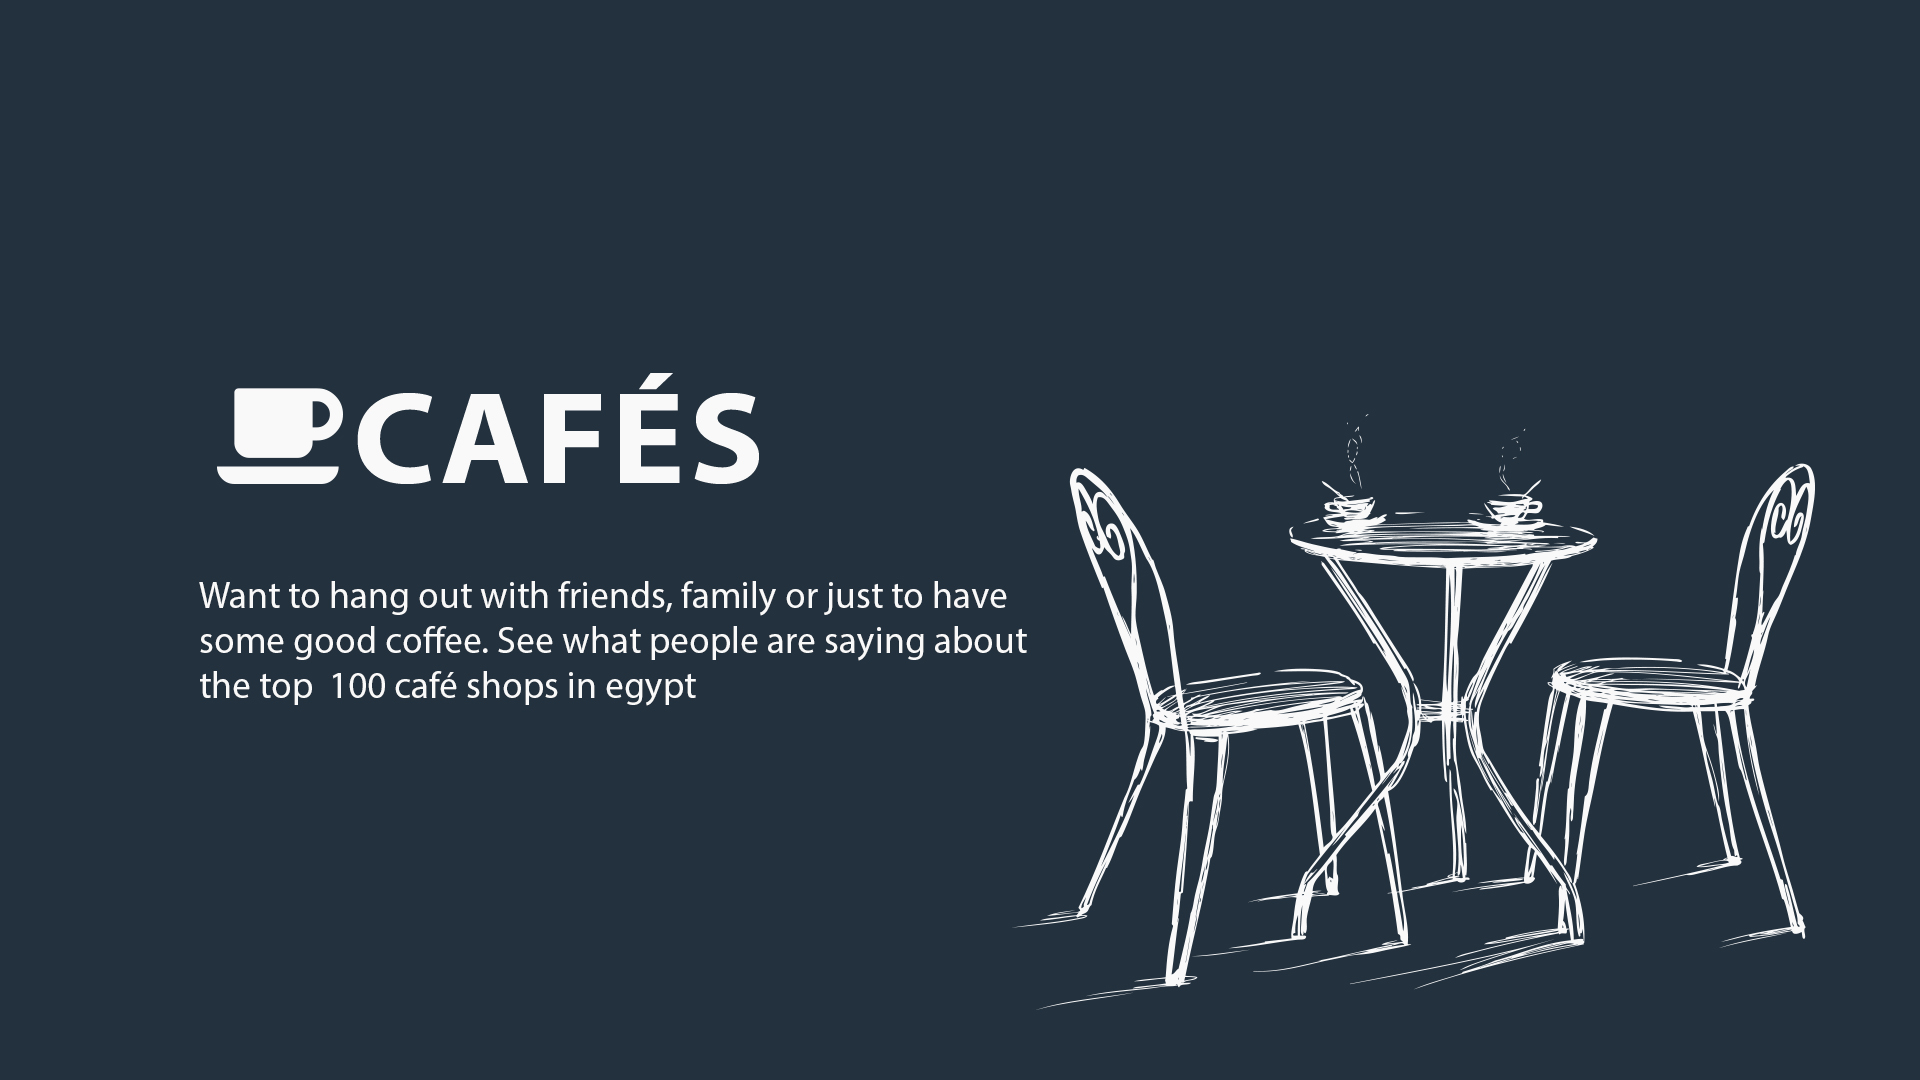 CAFÉS
Want to hang out with friends, family or just to have
some good coffee. See what people are saying about
the top  100 café shops in egypt